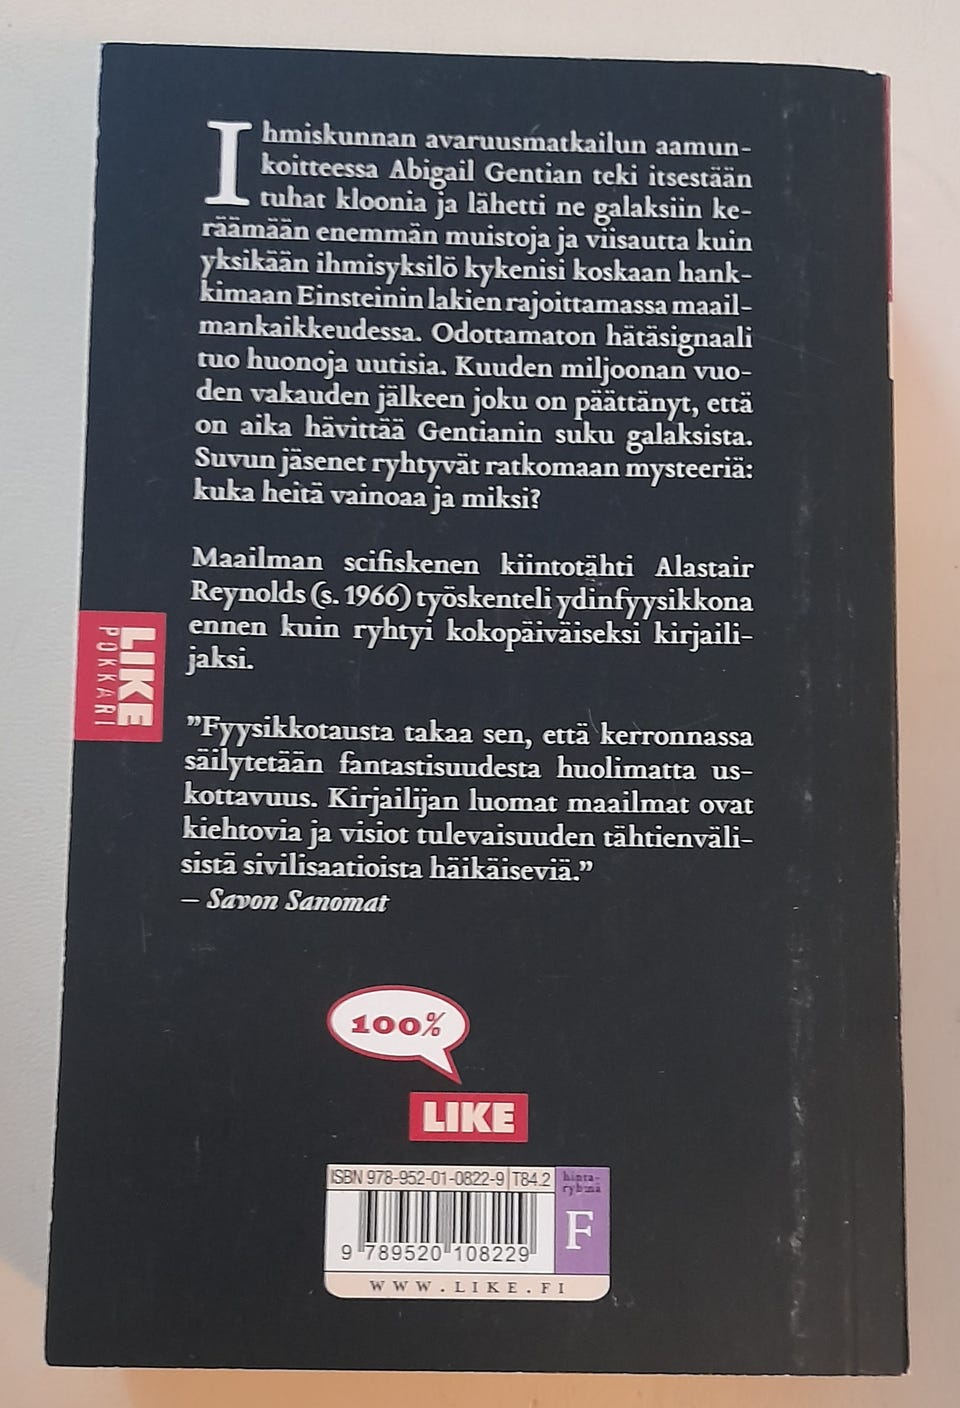 Ihmiskunnan avaruusmatkailun aamun-
koitteessa Abigail Gentian teki itsestään
tuhat kloonia ja lähetti ne galaksiin ke-
räämään enemmän muistoja ja viisautta kuin
yksikään ihmisyksilö kykenisi koskaan hank-
kimaan Einsteinin lakien rajoittamassa maail-
mankaikkeudessa. Odottamaton hätäsignaali
tuo huonoja uutisia. Kuuden miljoonan vuo-
den vakauden jälkeen joku on päättänyt, että
on aika hävittää Gentianin suku galaksista.
Suvun jäsenet ryhtyvät ratkomaan mysteeriä:
kuka heitä vainoaa ja miksi?
Maailman scifiskenen kiintotähti Alastair
Reynolds (s. 1966) työskenteli ydinfyysikkona
ennen kuin ryhtyi kokopäiväiseksi kirjaili-
jaksi.
LIKE
POKKARI
”Fyysikkotausta takaa sen, että kerronnassa
säilytetään fantastisuudesta huolimatta us-
kottavuus. Kirjailijan luomat maailmat ovat
kiehtovia ja visiot tulevaisuuden tähtienväli-
sistä sivilisaatioista häikäiseviä.”
– Savon Sanomat
100%
LIKE
ISBN 978-952-01-0822-9 T84.2
hinta-
ryhmä
F
9 789520 108229
WWW.LIKE.FI